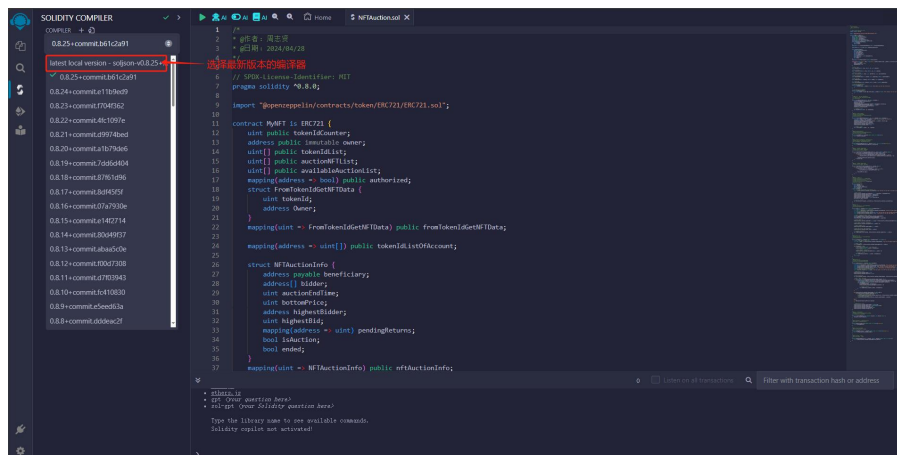 SOLIDITY COMPILER
COMPILER
0.8.25+commit.b61c2a91
latest local version - soljson-v0.8.25+
0.8.25+commit.b61c2a91
0.8.24+commit.e11b9ed9
0.8.23+commit.f704f362
0.8.22+commit.4fc1097e
0.8.21+commit.d9974bed
0.8.20+commit.a1b79de6
0.8.19+commit.7dd6d404
0.8.18+commit.87f61d96
0.8.17+commit.8df45f5f
0.8.16+commit.07a7930e
0.8.15+commit.e14f2714
0.8.14+commit.80d49f37
0.8.13+commit.abaa5c0e
0.8.12+commit.f00d7308
0.8.11+commit.d7f03943
0.8.10+commit.fc410830
0.8.9+commit.e5eed63a
0.8.8+commit.dddeac2f
选择最新版本的编译器
AI AI AI Home NFTAuction.sol
1 /*
2 * @作者: 周志贤
3 * @日期: 2024/04/28
6 // SPDX-License-Identifier: MIT
7 pragma solidity ^0.8.0;
8
9 import "@openzeppelin/contracts/token/ERC721/ERC721.sol";
10
11 contract MyNFT is ERC721 {
12 uint public tokenIdCounter;
13 address public immutable owner;
14 uint[] public tokenIdList;
15 uint[] public auctionNFTList;
16 uint[] public availableAuctionList;
17 mapping(address => bool) public authorized;
18 struct FromTokenIdGetNFTData {
19 uint tokenId;
20 address Owner;
21 }
22 mapping(uint => FromTokenIdGetNFTData) public fromTokenIdGetNFTData;
23
24 mapping(address => uint[]) public tokenIdListOfAccount;
25
26 struct NFTAuctionInfo {
27 address payable beneficiary;
28 address[] bidder;
29 uint auctionEndTime;
30 uint bottomPrice;
31 address highestBidder;
32 uint highestBid;
33 mapping(address => uint) pendingReturns;
34 bool isAuction;
35 bool ended;
36 }
37 mapping(uint => NFTAuctionInfo) public nftAuctionInfo;
0 Listen on all transactions Filter with transaction hash or address
ethers.js
gpt <your question here>
sol-gpt <your Solidity question here>
Type the library name to see available commands.
Solidity copilot not activated!
>